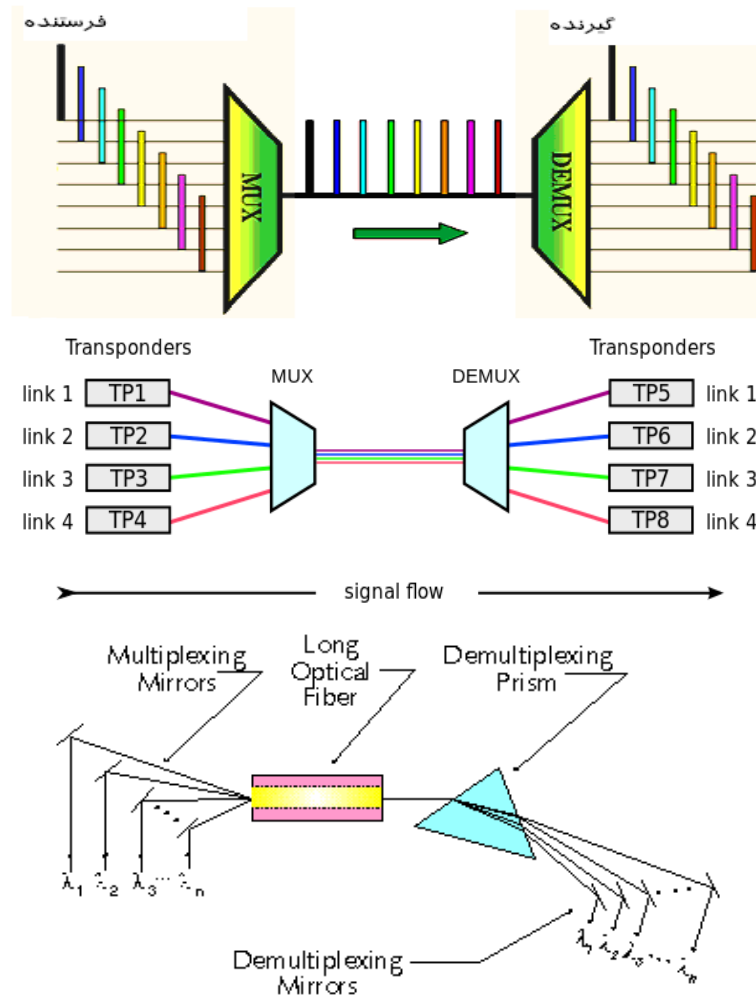 فرستنده
گیرنده
MUX
DEMUX
Transponders
Transponders
MUX
DEMUX
link 1 TP1
TP5 link 1
link 2 TP2
TP6 link 2
link 3 TP3
TP7 link 3
link 4 TP4
TP8 link 4
signal flow
Multiplexing
Mirrors
Long
Optical
Fiber
Demultiplexing
Prism
λ1 λ2 λ3 ... λn
λ1 λ2 λ3 ... λn
Demultiplexing
Mirrors